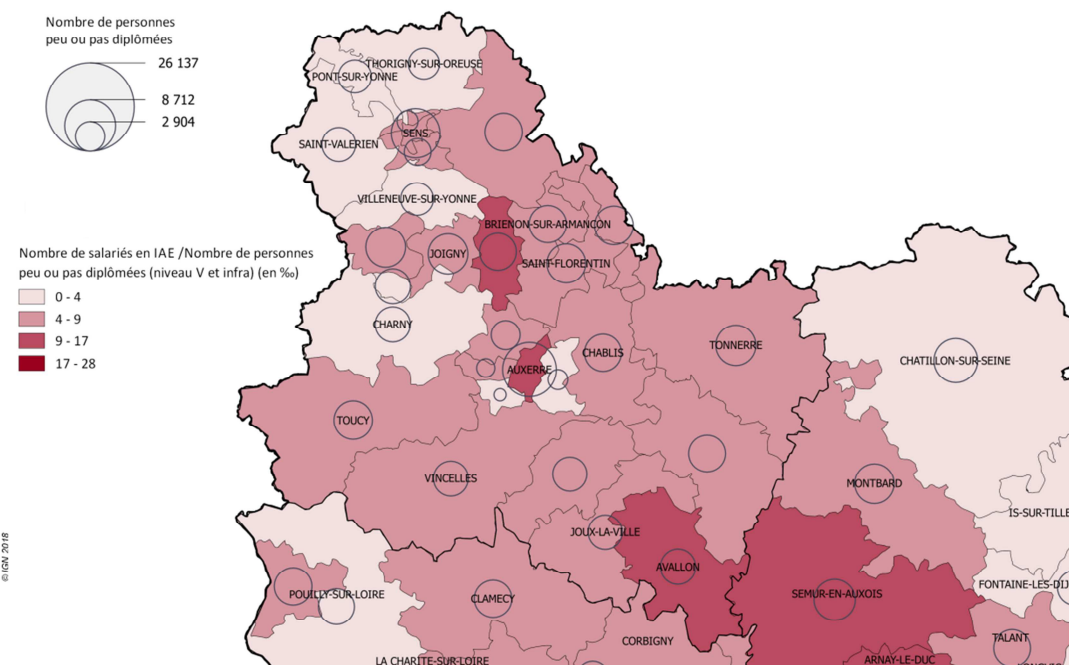 Nombre de personnes
peu ou pas diplômées
26 137
8 712
2 904
Nombre de salariés en IAE /Nombre de personnes
peu ou pas diplômées (niveau V et infra) (en ‰)
0 - 4
4 - 9
9 - 17
17 - 28
© IGN 2018
THORIGNY-SUR-OREUSE
PONT-SUR-YONNE
SENS
SAINT-VALERIEN
VILLENEUVE-SUR-YONNE
BRIENON-SUR-ARMANCON
JOIGNY
SAINT-FLORENTIN
CHARNY
TONNERRE
CHABLIS
CHATILLON-SUR-SEINE
AUXERRE
TOUCY
VINCELLES
MONTBARD
IS-SUR-TILLE
JOUX-LA-VILLE
AVALLON
FONTAINE-LES-DIJ
POUILLY-SUR-LOIRE
SEMUR-EN-AUXOIS
CLAMECY
TALANT
CORBIGNY
LA CHARITE-SUR-LOIRE
ARNAY-LE-DUC